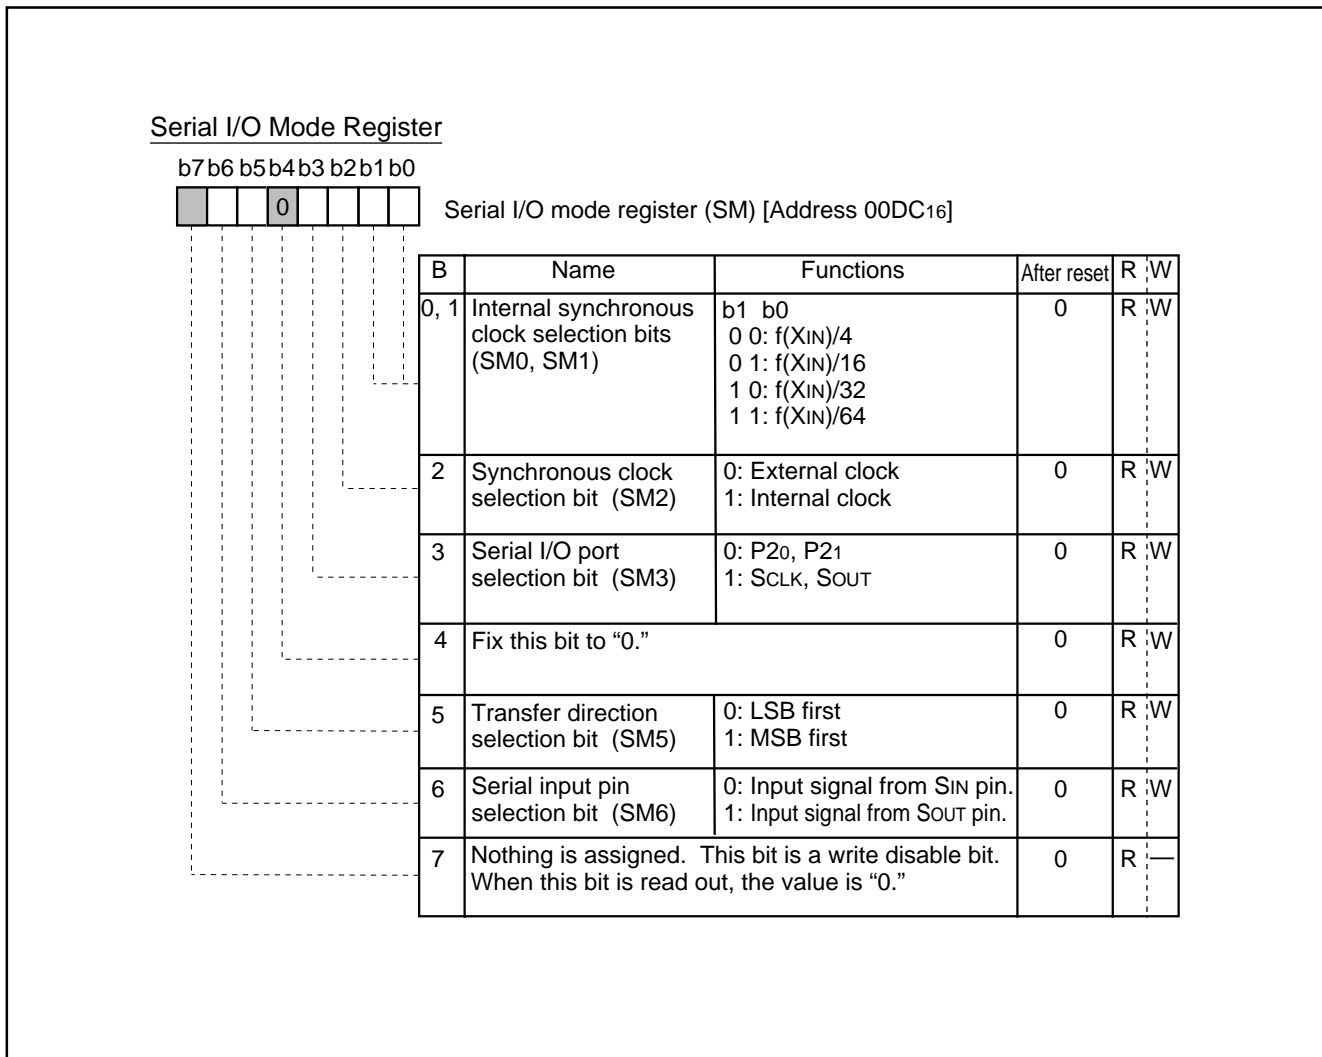 Serial I/O Mode Register
b7 b6 b5 b4 b3 b2 b1 b0
0
Serial I/O mode register (SM) [Address 00DC16]
B Name Functions After reset R W
0, 1 Internal synchronous clock selection bits (SM0, SM1)
b1 b0
0 0: f(XIN)/4
0 1: f(XIN)/16
1 0: f(XIN)/32
1 1: f(XIN)/64
0 R W
2 Synchronous clock selection bit (SM2)
0: External clock
1: Internal clock
0 R W
3 Serial I/O port selection bit (SM3)
0: P20, P21
1: SCLK, SOUT
0 R W
4 Fix this bit to “0.” 0 R W
5 Transfer direction selection bit (SM5)
0: LSB first
1: MSB first
0 R W
6 Serial input pin selection bit (SM6)
0: Input signal from SIN pin.
1: Input signal from SOUT pin.
0 R W
7 Nothing is assigned. This bit is a write disable bit.
When this bit is read out, the value is “0.”
0 R —